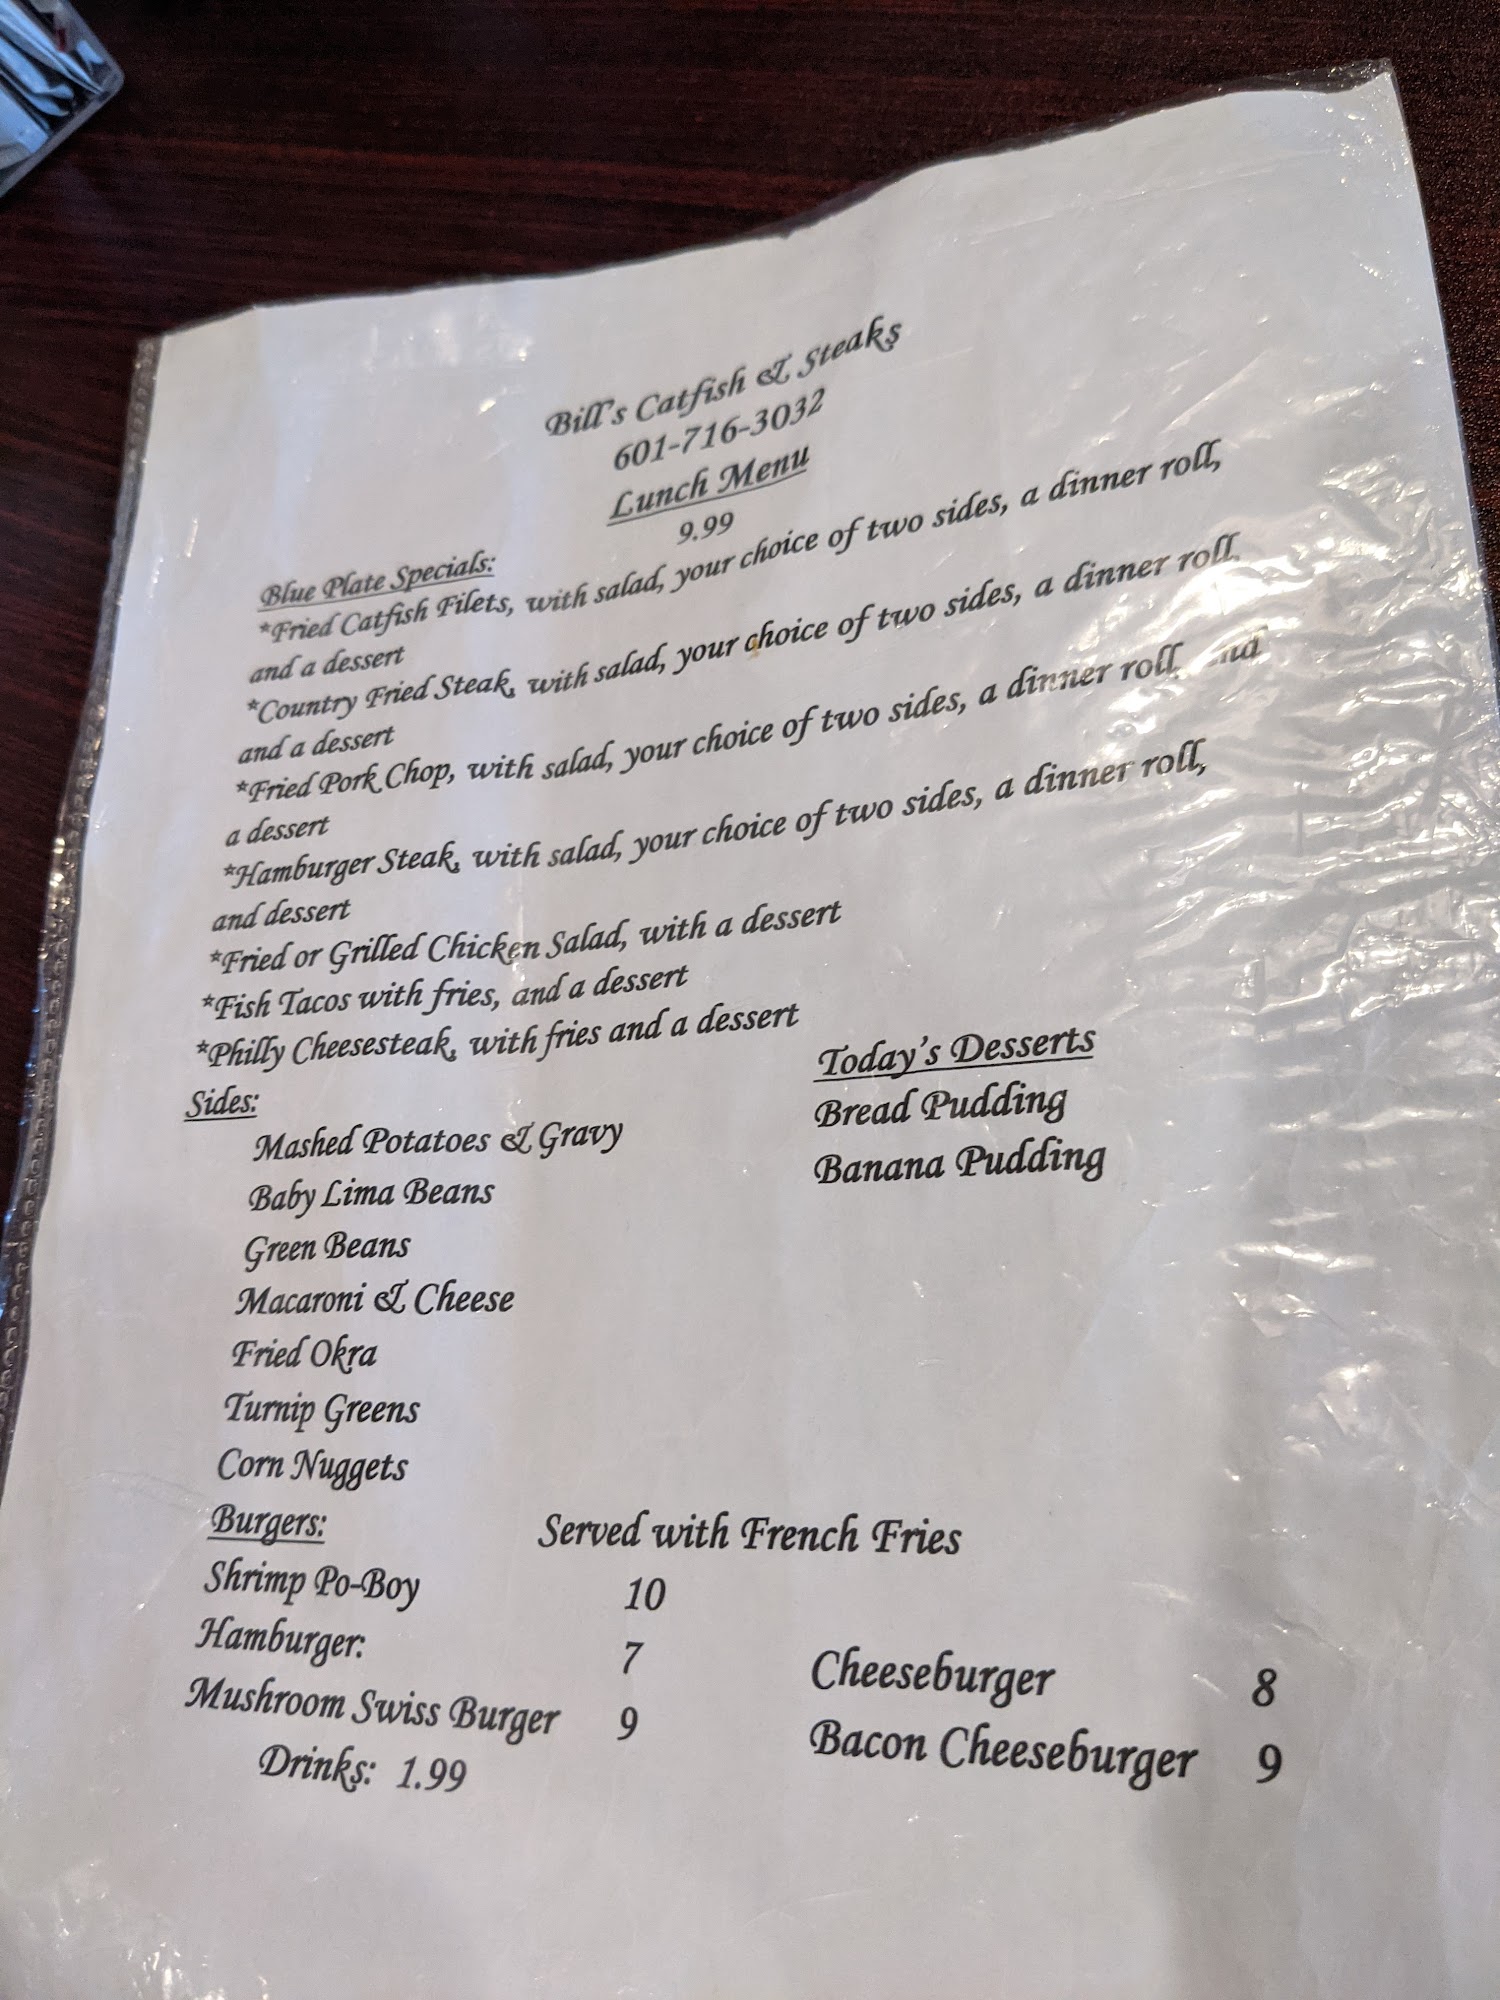 Bill's Catfish & Steaks
601-716-3032
Lunch Menu
9.99
Blue Plate Specials:
*Fried Catfish Filets, with salad, your choice of two sides, a dinner roll,
and a dessert
*Country Fried Steak, with salad, your choice of two sides, a dinner roll,
and a dessert
*Fried Pork Chop, with salad, your choice of two sides, a dinner roll, and
a dessert
*Hamburger Steak, with salad, your choice of two sides, a dinner roll,
and dessert
*Fried or Grilled Chicken Salad, with a dessert
*Fish Tacos with fries, and a dessert
*Philly Cheesesteak, with fries and a dessert
Sides:
Mashed Potatoes & Gravy
Baby Lima Beans
Green Beans
Macaroni & Cheese
Fried Okra
Turnip Greens
Corn Nuggets
Today's Desserts
Bread Pudding
Banana Pudding
Burgers: Served with French Fries
Shrimp Po-Boy 10
Hamburger: 7 Cheeseburger 8
Mushroom Swiss Burger 9 Bacon Cheeseburger 9
Drinks: 1.99